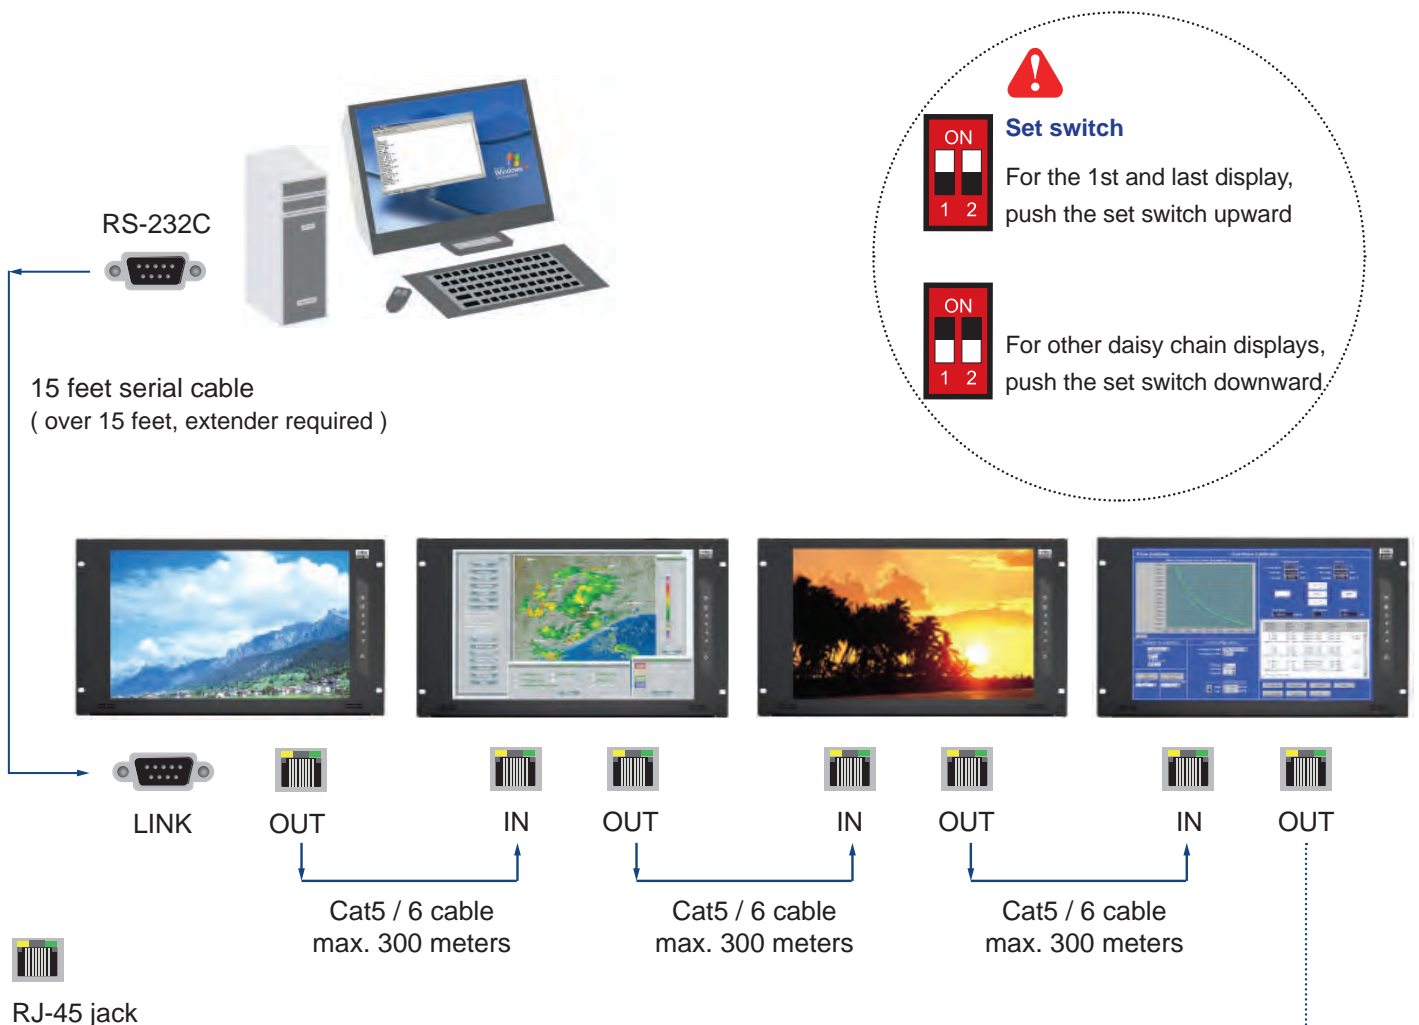 Set switch
ON
1 2
For the 1st and last display,
push the set switch upward
ON
1 2
For other daisy chain displays,
push the set switch downward.
RS-232C
Windows
15 feet serial cable
( over 15 feet, extender required )
LINK
OUT
IN
OUT
IN
OUT
IN
OUT
Cat5 / 6 cable
max. 300 meters
Cat5 / 6 cable
max. 300 meters
Cat5 / 6 cable
max. 300 meters
RJ-45 jack